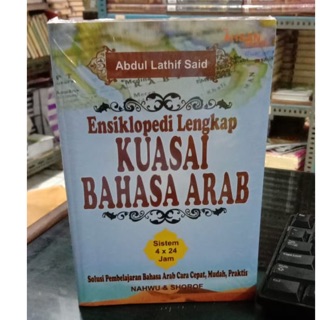 Abdul Lathif Said
Ensiklopedi Lengkap
KUASAI
BAHASA ARAB
Sistem
4 x 24
Jam
Solusi Pembelajaran Bahasa Arab Cara Cepat, Mudah, Praktis
NAHWU & SHOROF